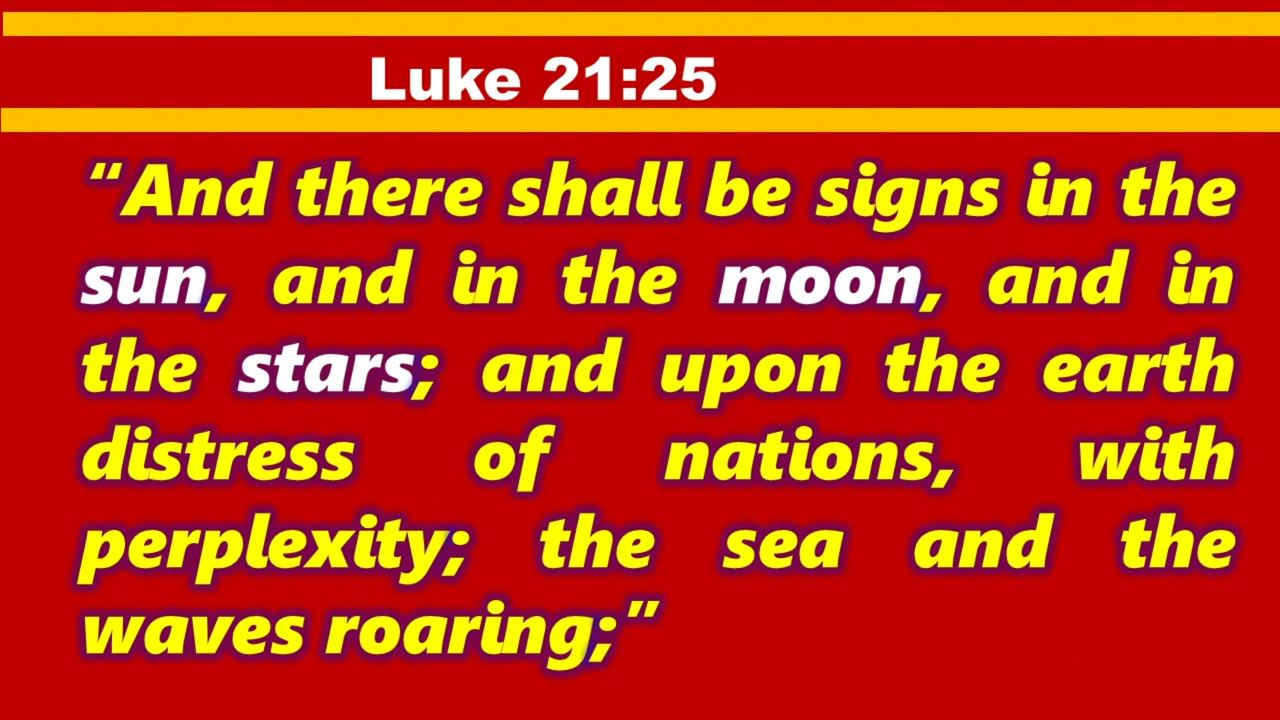 Luke 21:25
“And there shall be signs in the
sun, and in the moon, and in
the stars; and upon the earth
distress of nations, with
perplexity; the sea and the
waves roaring;”